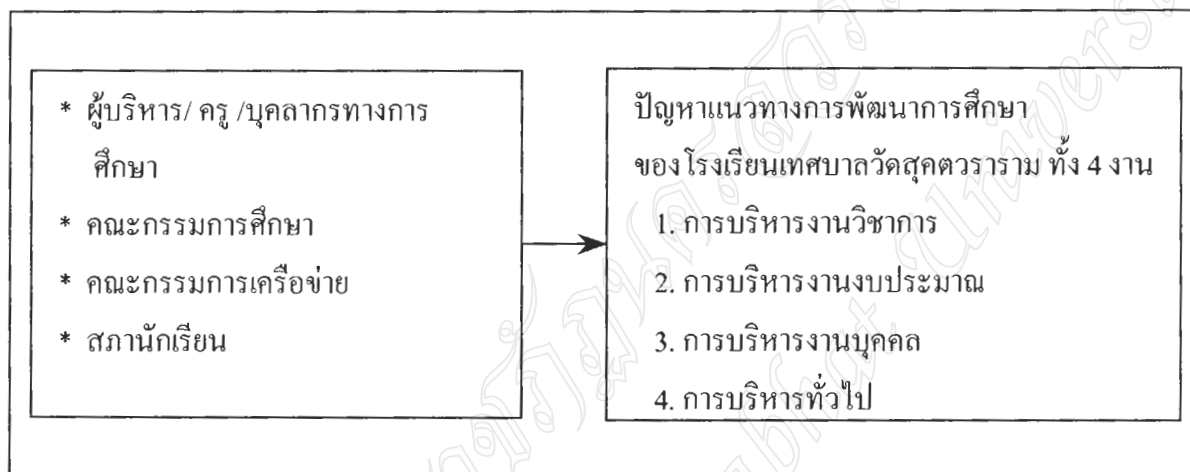 * ผู้บริหาร/ ครู /บุคลากรทางการ
ศึกษา
* คณะกรรมการศึกษา
* คณะกรรมการเครือข่าย
* สภานักเรียน
ปัญหาแนวทางการพัฒนาการศึกษา
ของโรงเรียนเทศบาลวัดสุคตวราราม ทั้ง 4 งาน
1. การบริหารงานวิชาการ
2. การบริหารงานงบประมาณ
3. การบริหารงานบุคคล
4. การบริหารทั่วไป